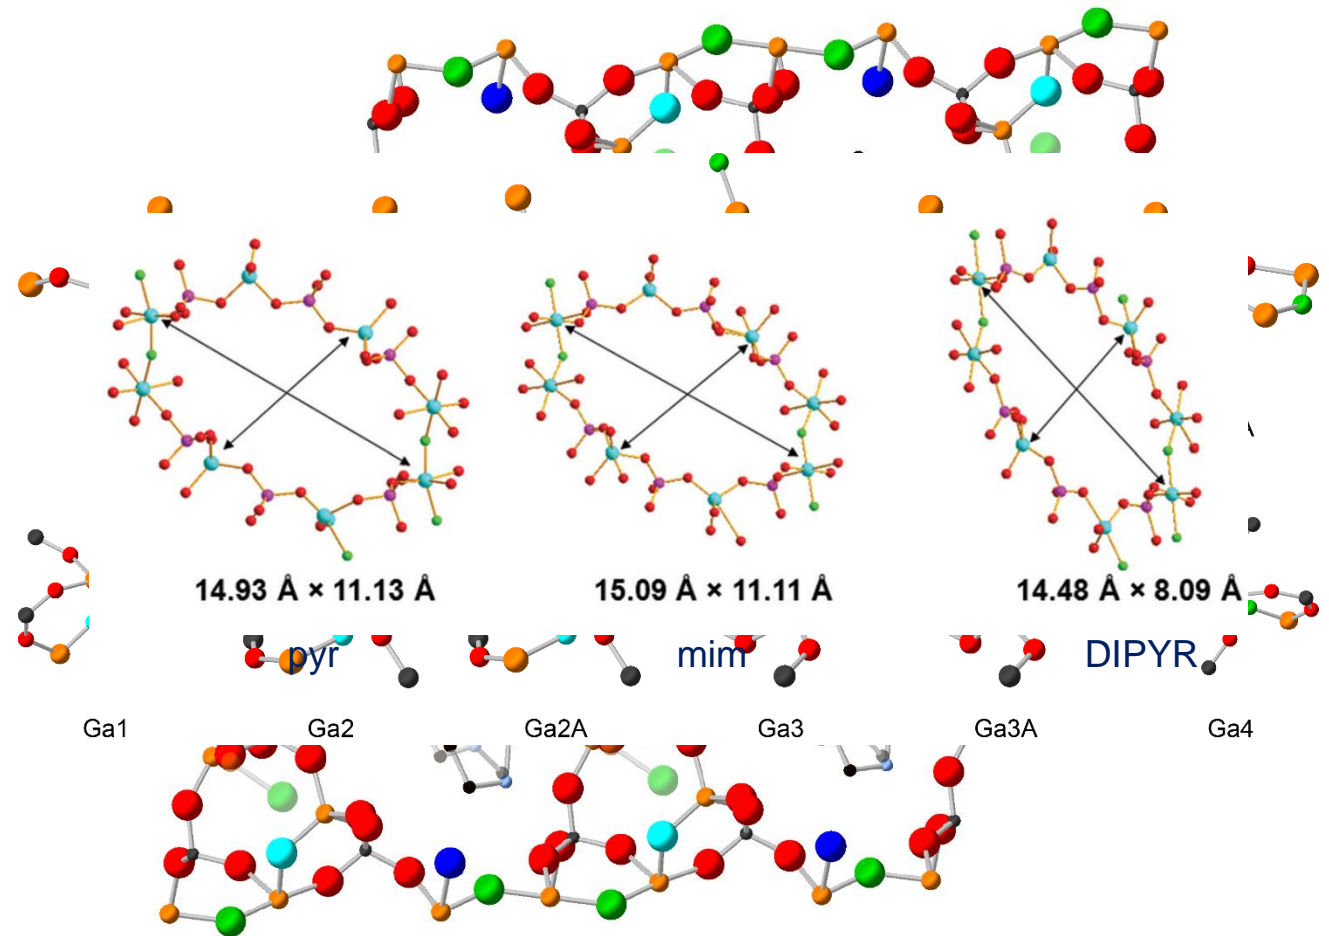 14.93 Å × 11.13 Å
15.09 Å × 11.11 Å
14.48 Å × 8.09 Å
pyr
mim
DIPYR
Ga1
Ga2
Ga2A
Ga3
Ga3A
Ga4